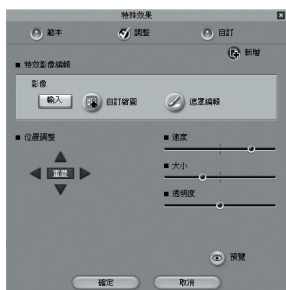 特殊效果
範本 調整 自訂
新增
■ 特效影像編輯
影像
輸入 自訂繪圖 遮罩編輯
■ 位置調整 ■ 速度
■ 大小
重置
■ 透明度
預覽
確定 取消